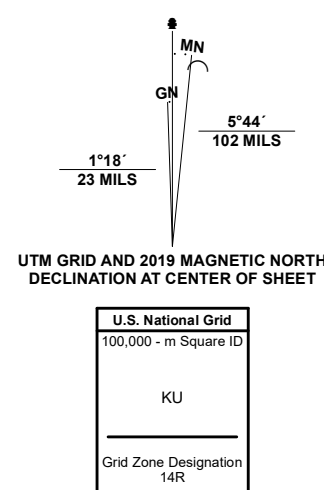 MN
GN
5°44´
102 MILS
1°18´
23 MILS
UTM GRID AND 2019 MAGNETIC NORTH
DECLINATION AT CENTER OF SHEET
U.S. National Grid
100,000 - m Square ID
KU
Grid Zone Designation
14R